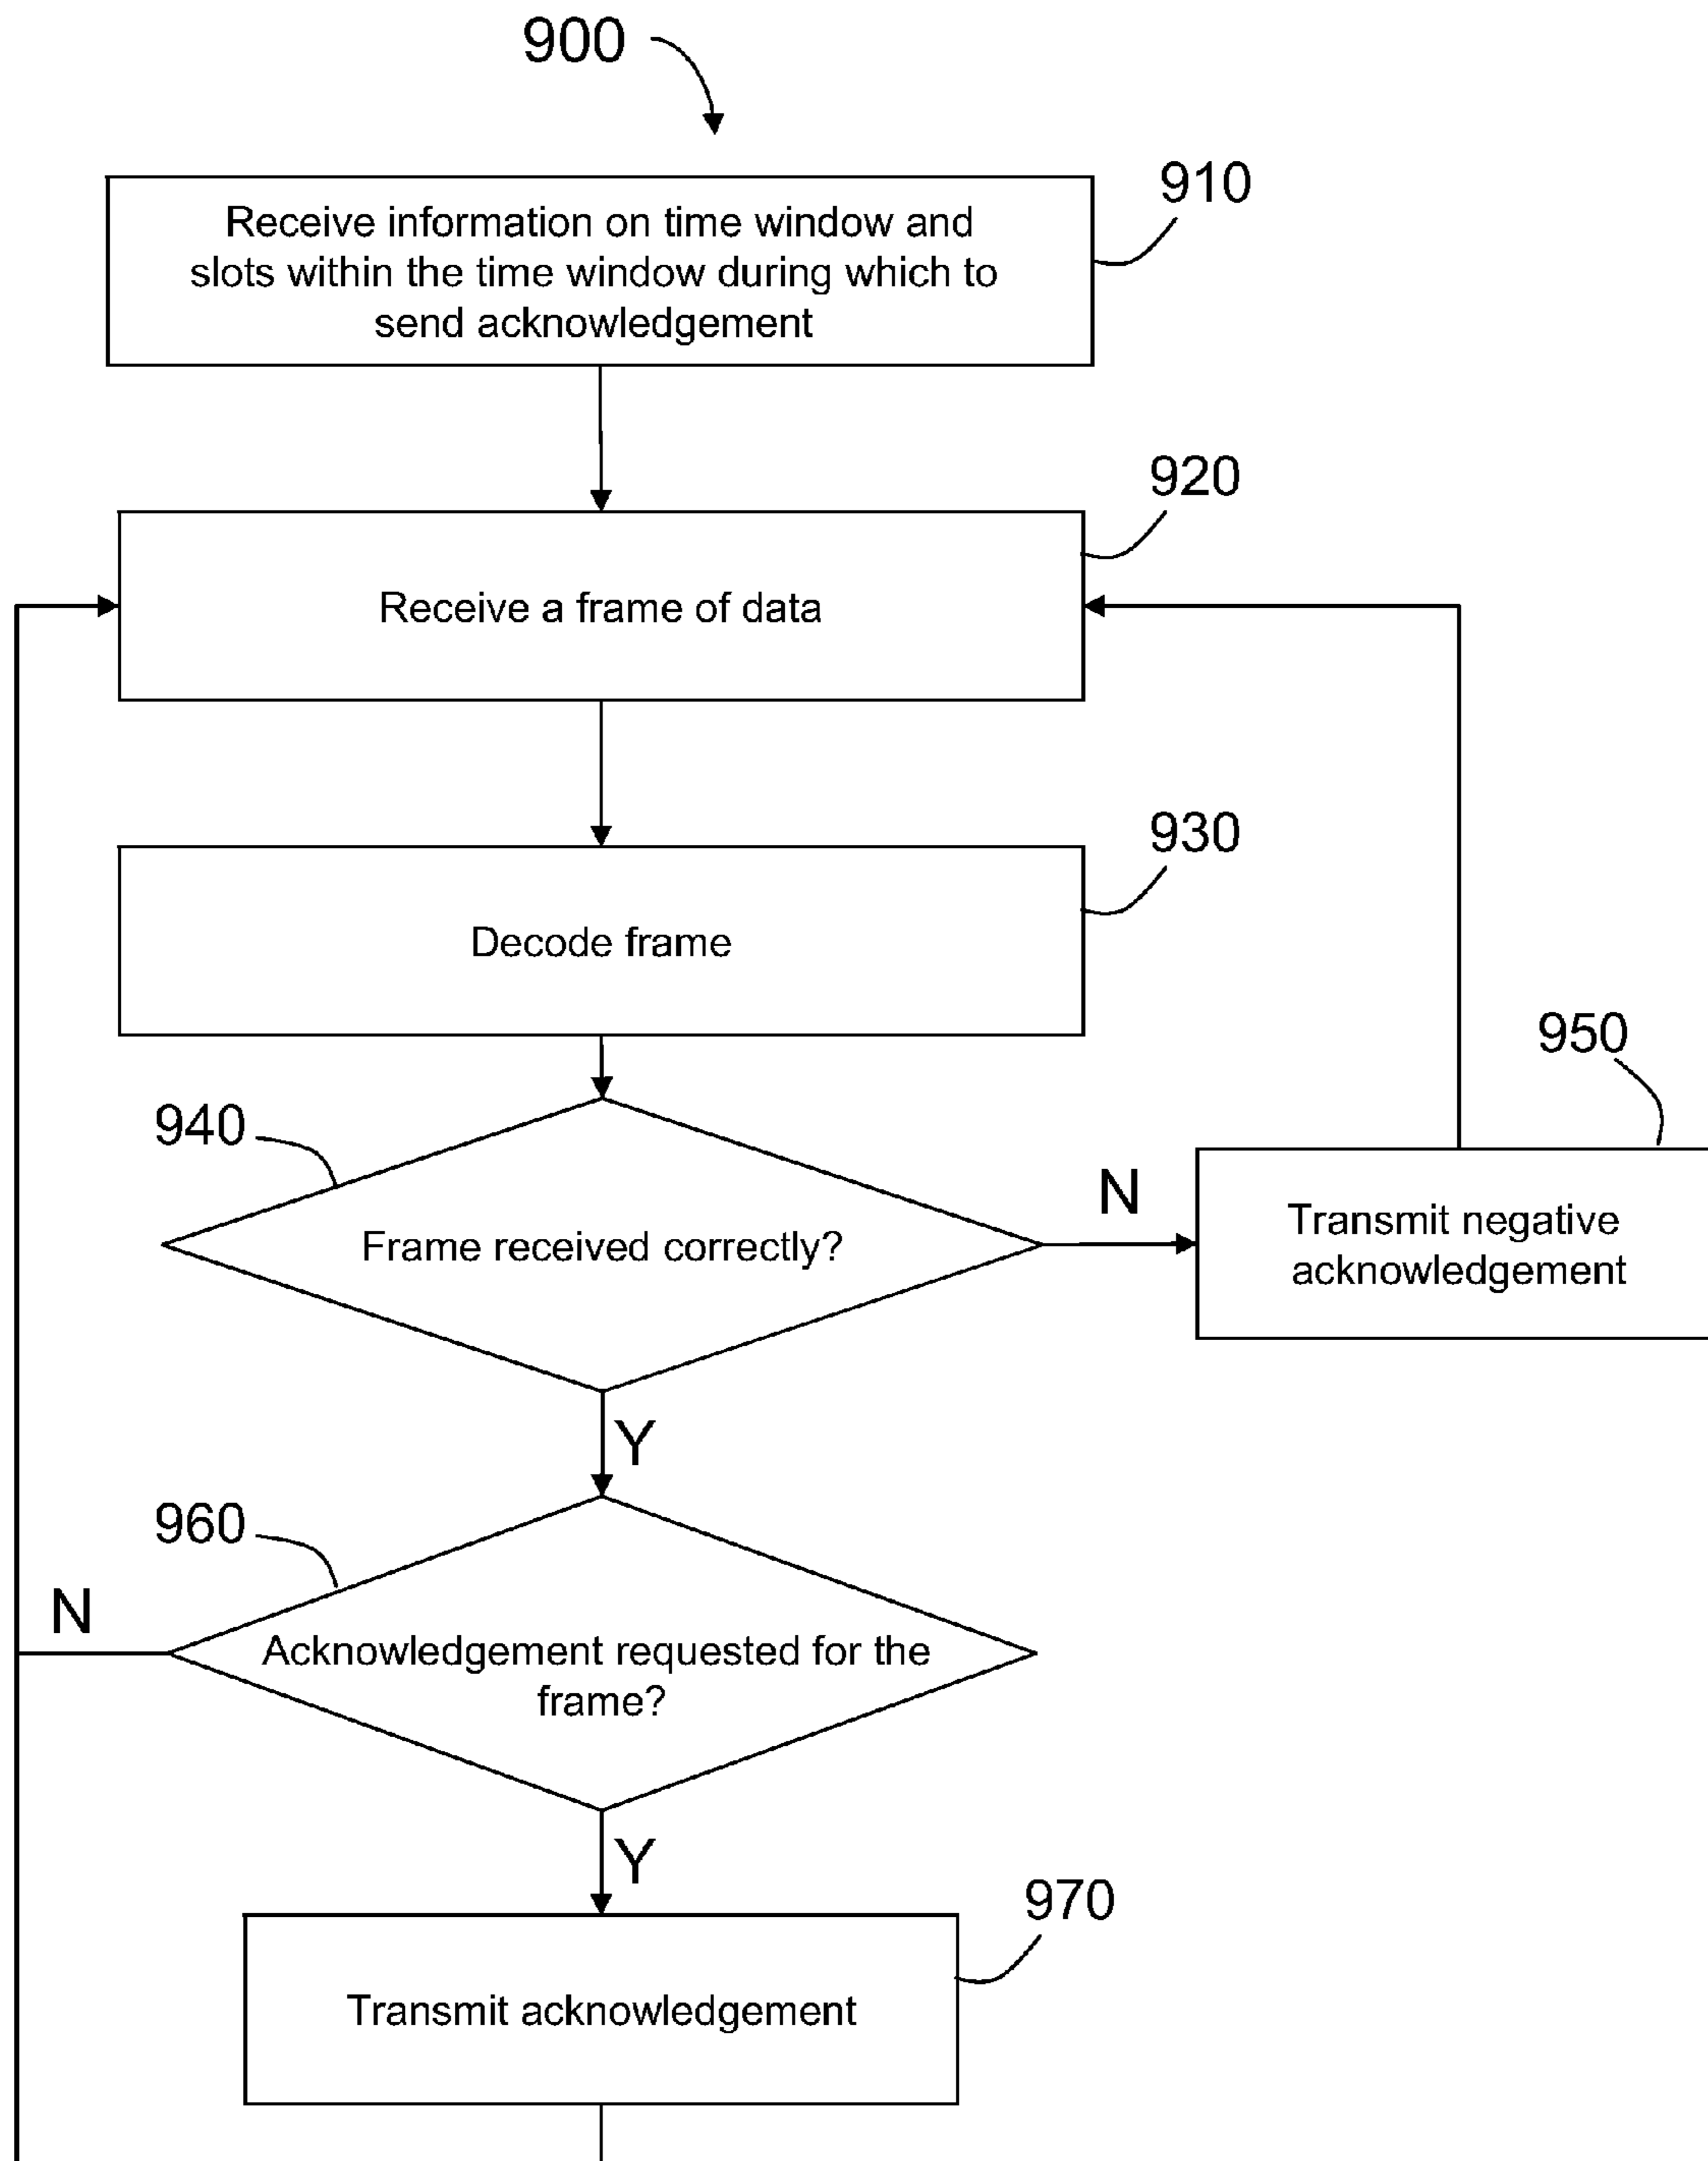 900
910
Receive information on time window and
slots within the time window during which to
send acknowledgement
920
Receive a frame of data
930
Decode frame
940
Frame received correctly?
N
950
Transmit negative
acknowledgement
Y
960
N
Acknowledgement requested for the
frame?
Y
970
Transmit acknowledgement